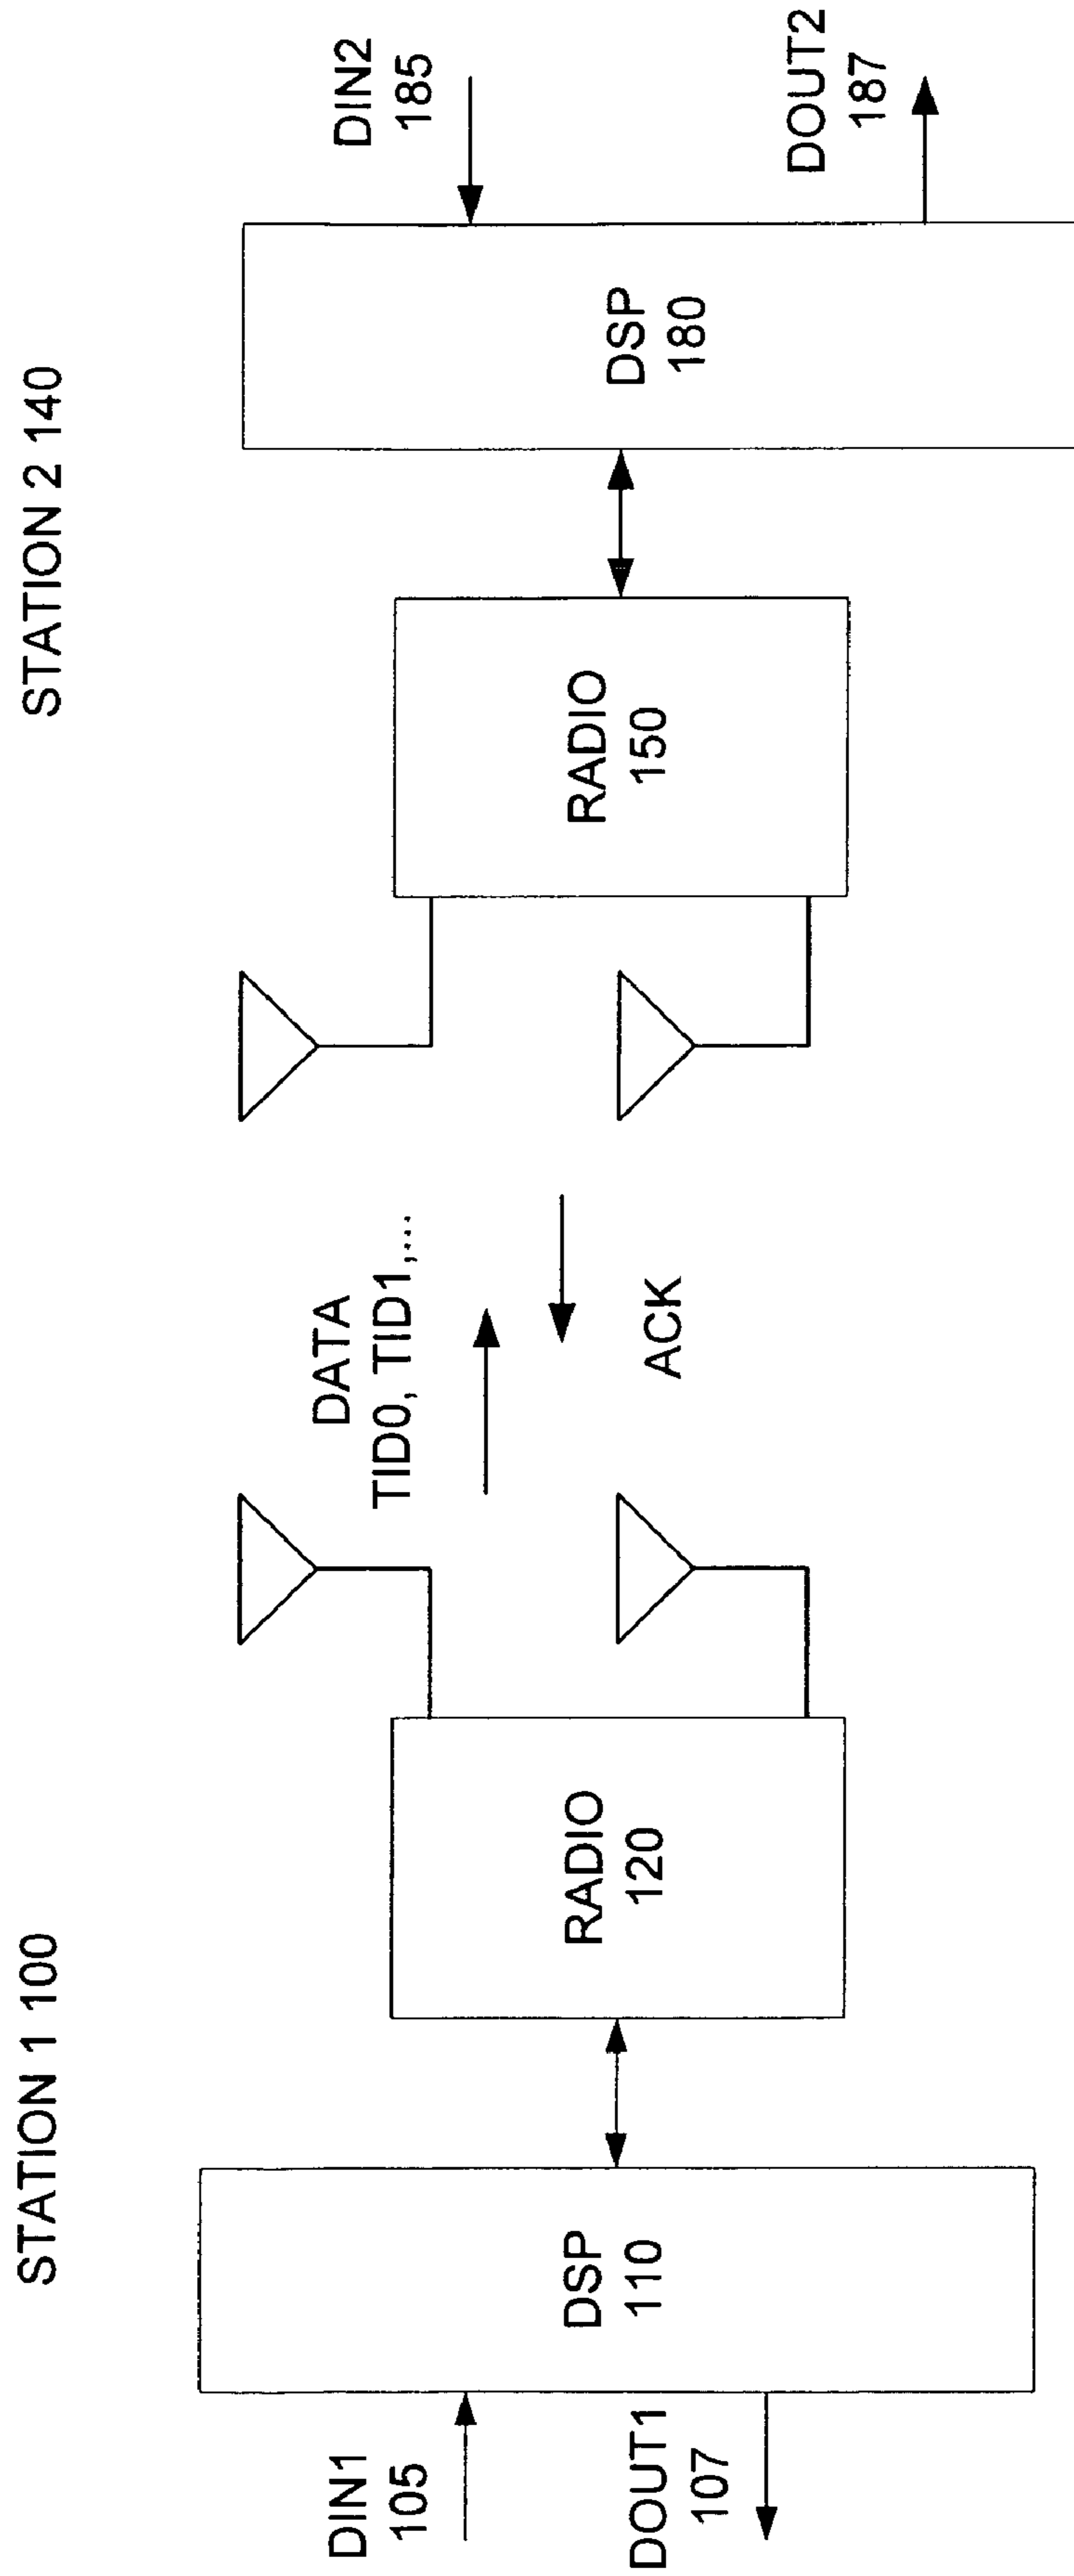 STATION 1 100
STATION 2 140
DIN1
105
DOUT1
107
DSP
110
RADIO
120
DATA
TID0, TID1,...
ACK
RADIO
150
DSP
180
DIN2
185
DOUT2
187